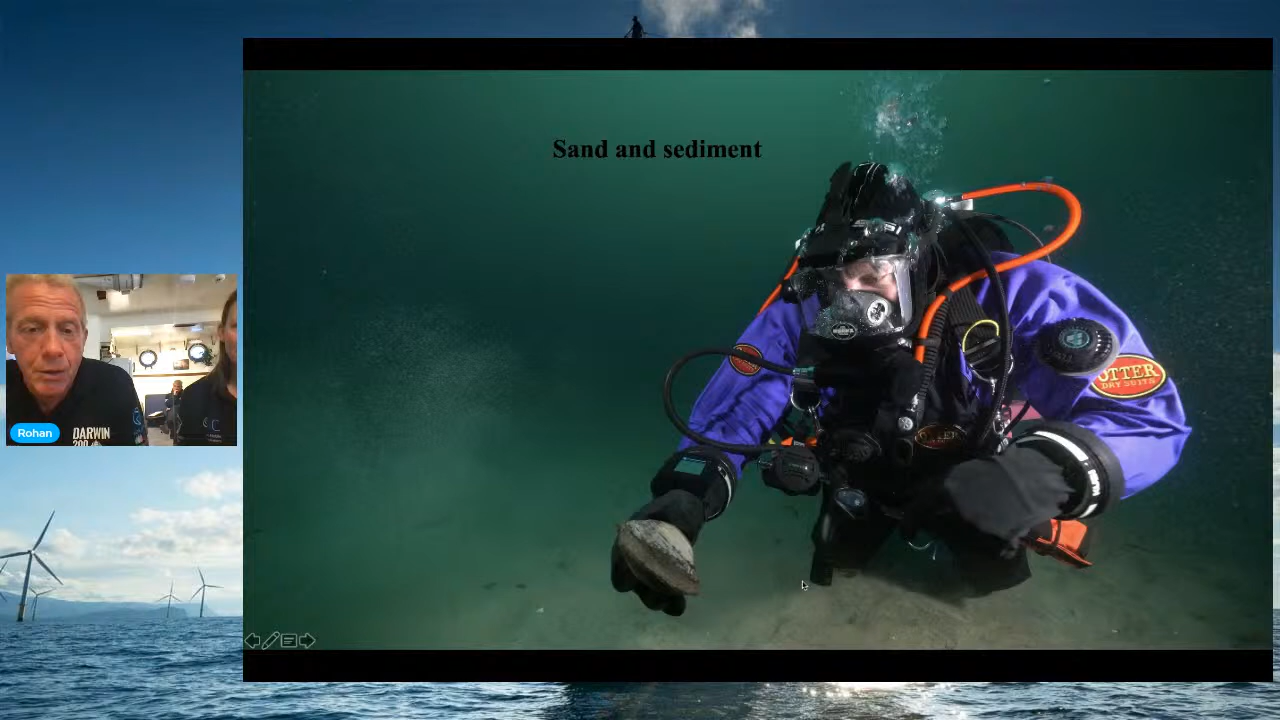 Sand and sediment
OTTER
DRY SUITS
Rohan
DARWIN
200